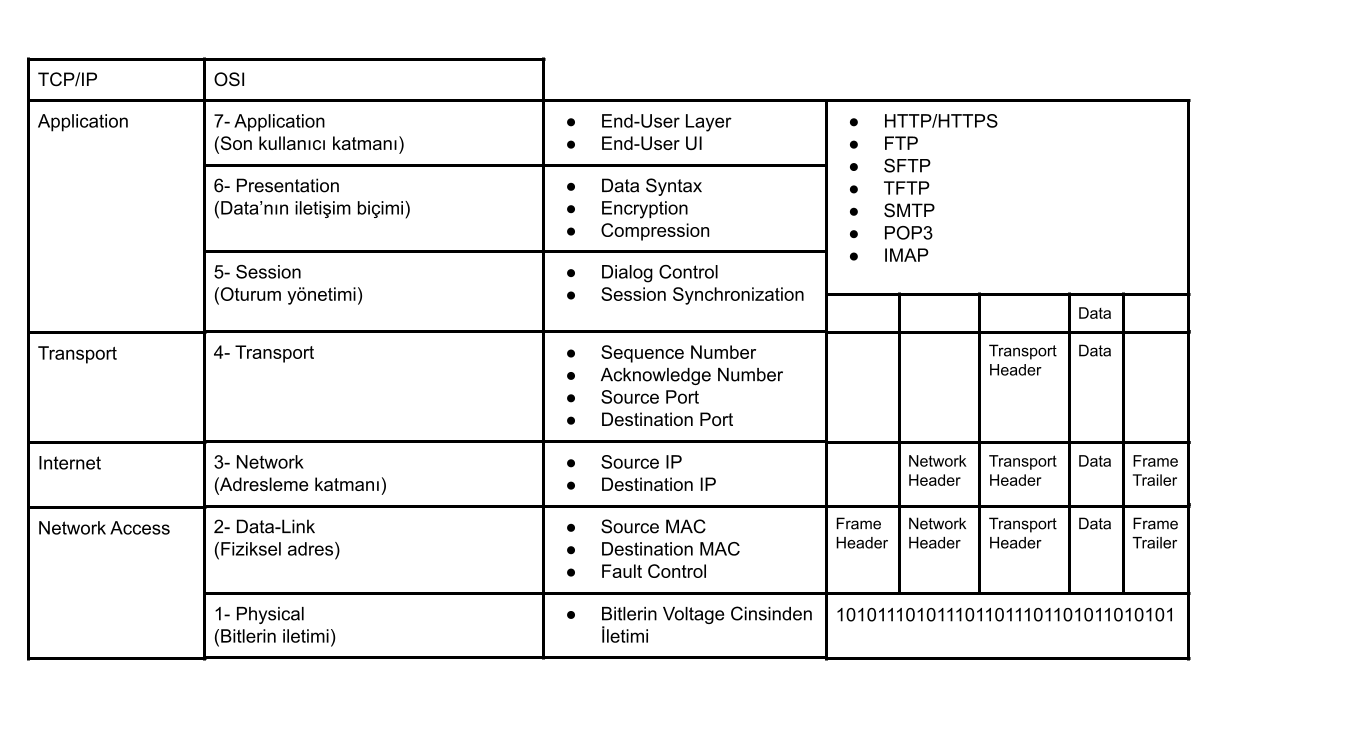 TCP/IP
OSI
Application
7- Application
(Son kullanıcı katmanı)
● End-User Layer
● End-User UI
● HTTP/HTTPS
● FTP
● SFTP
● TFTP
● SMTP
● POP3
● IMAP
6- Presentation
(Data’nın iletişim biçimi)
● Data Syntax
● Encryption
● Compression
5- Session
(Oturum yönetimi)
● Dialog Control
● Session Synchronization
Data
Transport
4- Transport
● Sequence Number
● Acknowledge Number
● Source Port
● Destination Port
Transport
Header
Data
Internet
3- Network
(Adresleme katmanı)
● Source IP
● Destination IP
Network
Header
Transport
Header
Data
Frame
Trailer
Network Access
2- Data-Link
(Fiziksel adres)
● Source MAC
● Destination MAC
● Fault Control
Frame
Header
Network
Header
Transport
Header
Data
Frame
Trailer
1- Physical
(Bitlerin iletimi)
● Bitlerin Voltage Cinsinden
İletimi
1010111010111011011101101011010101